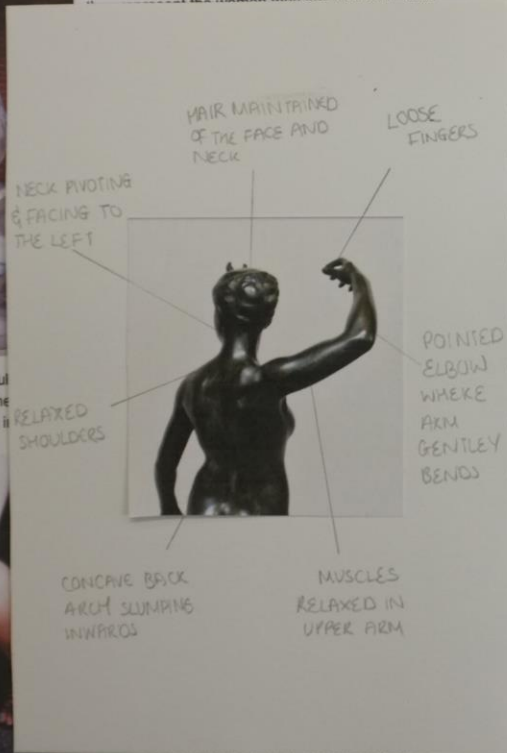 HAIR MAINTAINED
OF THE FACE AND
NECK
LOOSE
FINGERS
NECK PIVOTING
& FACING TO
THE LEFT
POINTED
ELBOW
WHERE
ARM
GENTLEY
BENDS
RELAXED
SHOULDERS
CONCAVE BACK
ARCH SLUMPING
INWARDS
MUSCLES
RELAXED IN
UPPER ARM